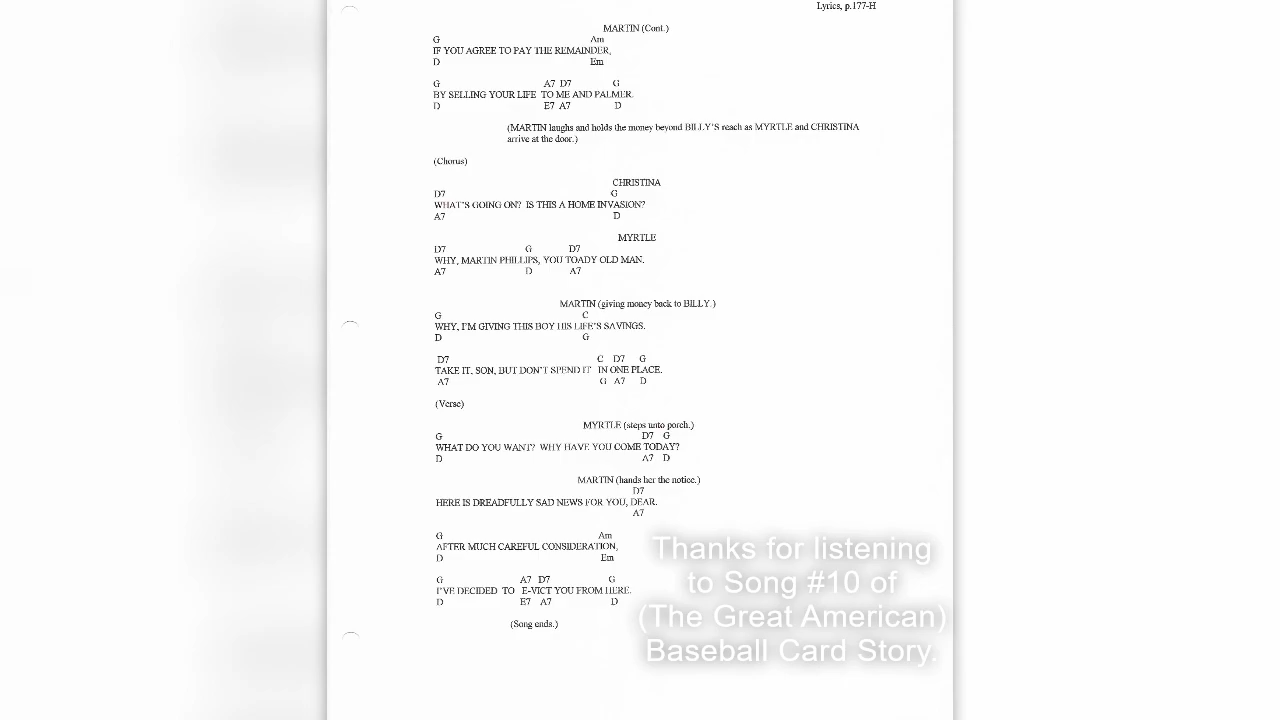 Lyrics, p.177-H
MARTIN (Cont.)
G Am
IF YOU AGREE TO PAY THE REMAINDER,
D Em
G A7 D7 G
BY SELLING YOUR LIFE TO ME AND PALMER.
D E7 A7 D
(MARTIN laughs and holds the money beyond BILLY'S reach as MYRTLE and CHRISTINA
arrive at the door.)
(Chorus)
CHRISTINA
D7 G
WHAT'S GOING ON? IS THIS A HOME INVASION?
A7 D
MYRTLE
D7 G D7
WHY, MARTIN PHILLIPS, YOU TOADY OLD MAN.
A7 D A7
MARTIN (giving money back to BILLY.)
G C
WHY, I'M GIVING THIS BOY HIS LIFE'S SAVINGS.
D G
D7 C D7 G
TAKE IT, SON, BUT DON'T SPEND IT IN ONE PLACE.
A7 G A7 D
(Verse)
MYRTLE (steps unto porch.)
G D7 G
WHAT DO YOU WANT? WHY HAVE YOU COME TODAY?
D A7 D
MARTIN (hands her the notice.)
D7
HERE IS DREADFULLY SAD NEWS FOR YOU, DEAR.
A7
G Am
AFTER MUCH CAREFUL CONSIDERATION,
D Em
G A7 D7 G
I'VE DECIDED TO E-VICT YOU FROM HERE.
D E7 A7 D
(Song ends.)
Thanks for listening
to Song #10 of
(The Great American)
Baseball Card Story.